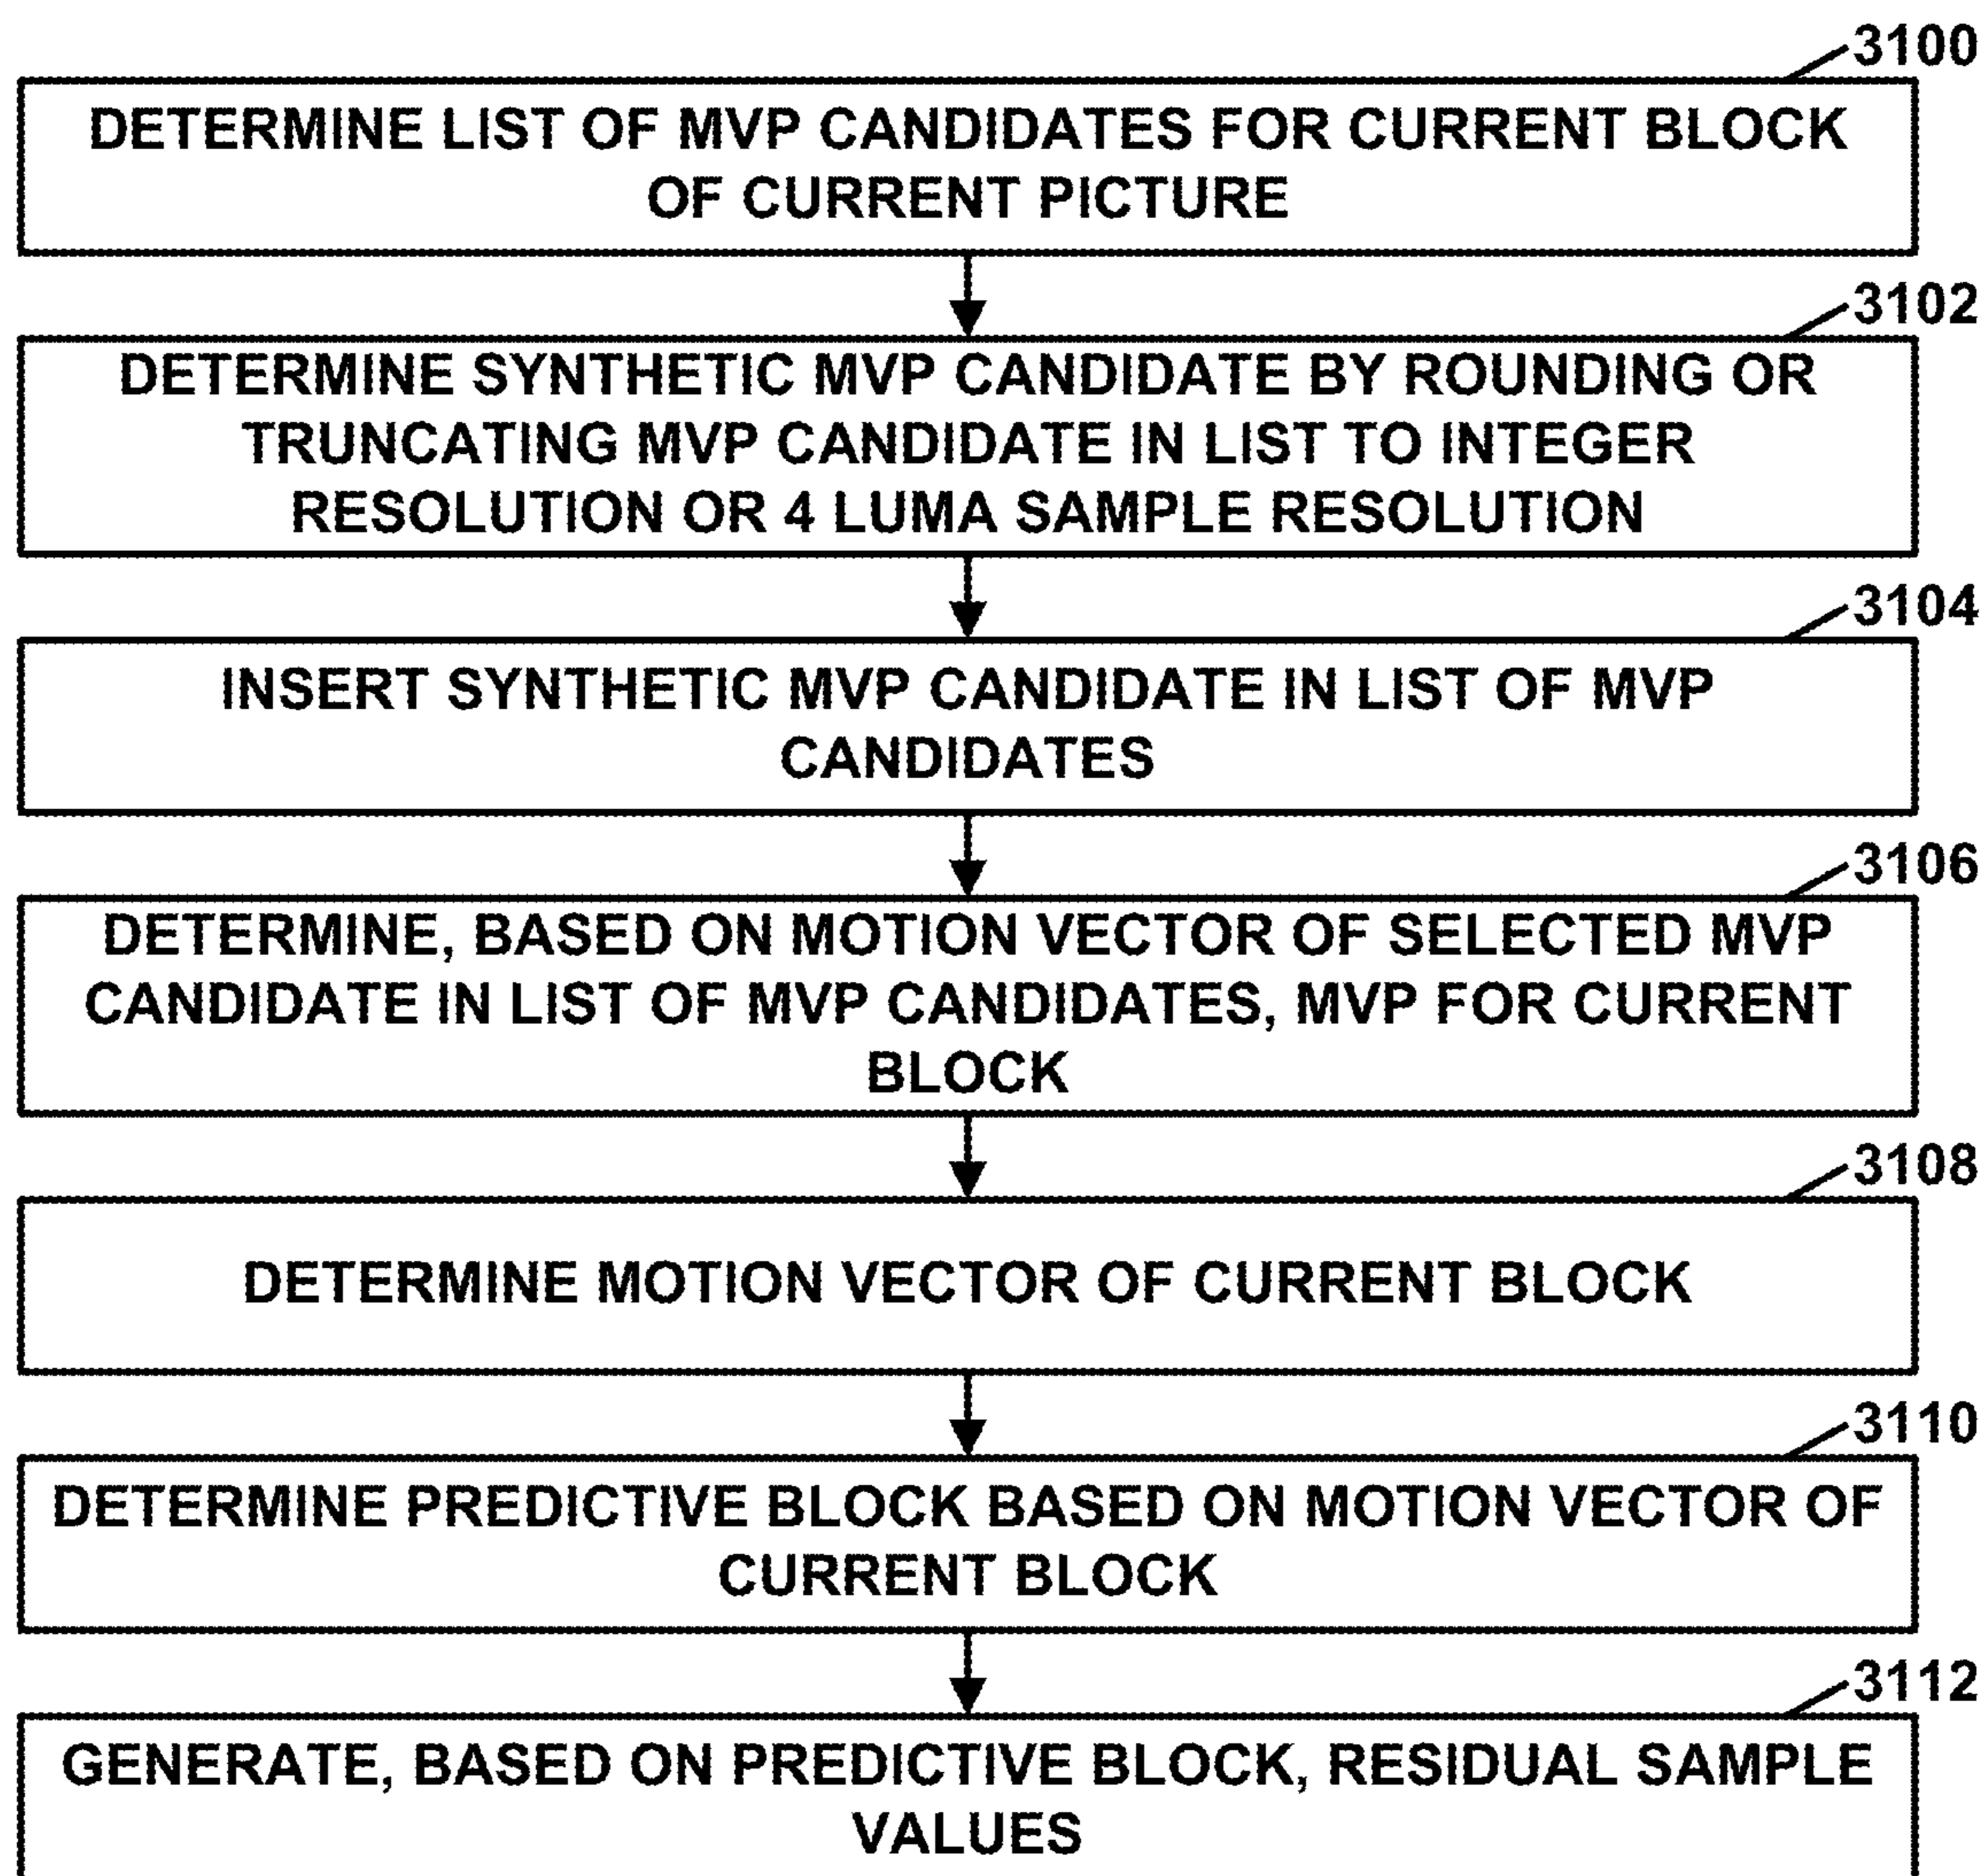 3100
DETERMINE LIST OF MVP CANDIDATES FOR CURRENT BLOCK
OF CURRENT PICTURE
3102
DETERMINE SYNTHETIC MVP CANDIDATE BY ROUNDING OR
TRUNCATING MVP CANDIDATE IN LIST TO INTEGER
RESOLUTION OR 4 LUMA SAMPLE RESOLUTION
3104
INSERT SYNTHETIC MVP CANDIDATE IN LIST OF MVP
CANDIDATES
3106
DETERMINE, BASED ON MOTION VECTOR OF SELECTED MVP
CANDIDATE IN LIST OF MVP CANDIDATES, MVP FOR CURRENT
BLOCK
3108
DETERMINE MOTION VECTOR OF CURRENT BLOCK
3110
DETERMINE PREDICTIVE BLOCK BASED ON MOTION VECTOR OF
CURRENT BLOCK
3112
GENERATE, BASED ON PREDICTIVE BLOCK, RESIDUAL SAMPLE
VALUES